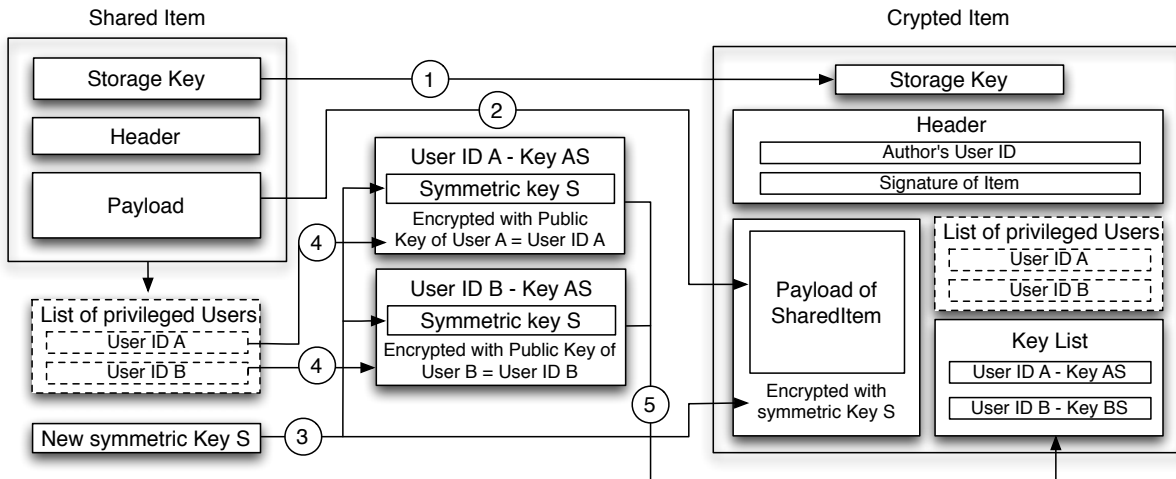 Shared Item
Storage Key
Header
Payload
List of privileged Users
User ID A
User ID B
New symmetric Key S
1
2
User ID A - Key AS
Symmetric key S
Encrypted with Public
Key of User A = User ID A
4
User ID B - Key AS
Symmetric key S
Encrypted with Public Key of
User B = User ID B
4
3
5
Crypted Item
Storage Key
Header
Author's User ID
Signature of Item
Payload of
SharedItem
Encrypted with
symmetric Key S
List of privileged Users
User ID A
User ID B
Key List
User ID A - Key AS
User ID B - Key BS